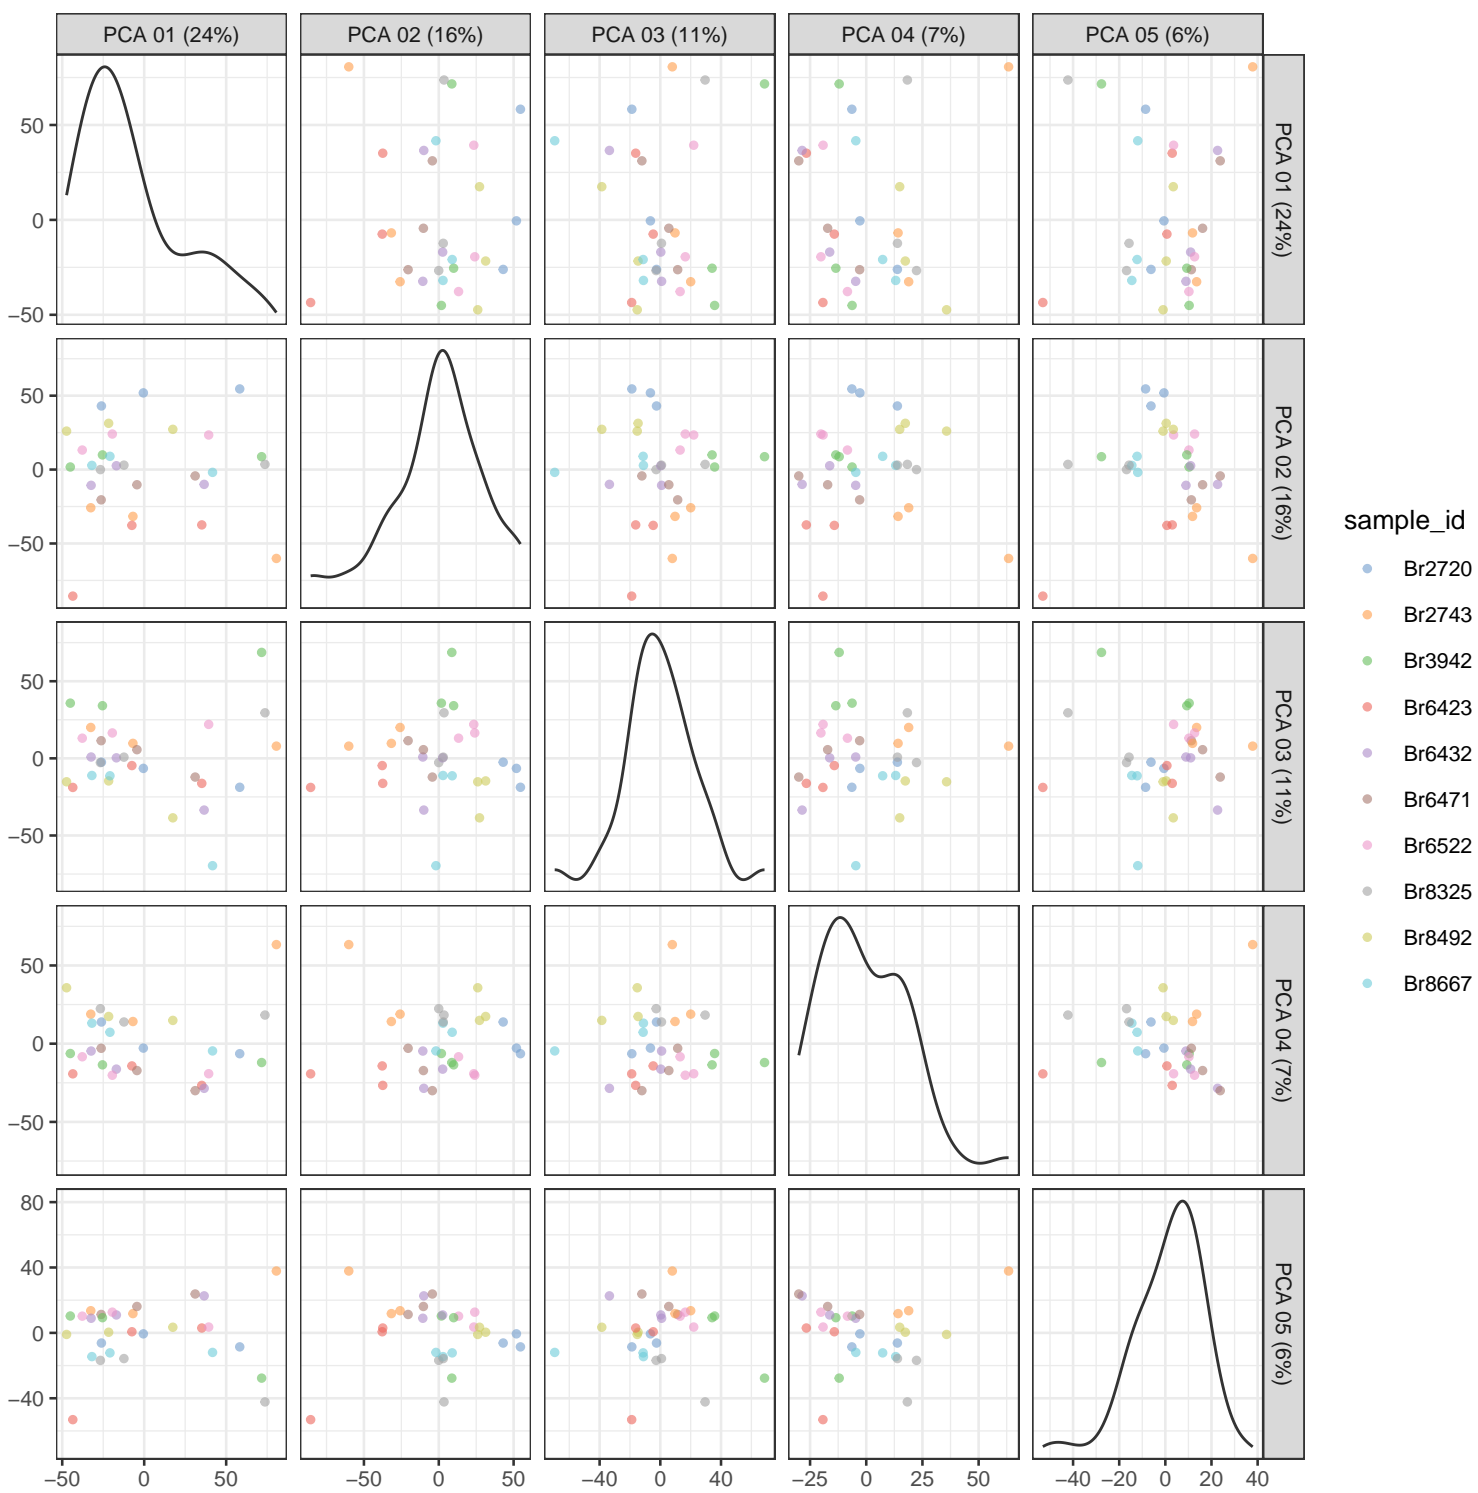 PCA 01 (24%) PCA 02 (16%) PCA 03 (11%) PCA 04 (7%) PCA 05 (6%)
50
0
−50
PCA 01 (24%)
50
0
−50
PCA 02 (16%)
50
0
−50
PCA 03 (11%)
50
0
−50
PCA 04 (7%)
80
40
0
−40
PCA 05 (6%)
−50 0 50 −50 0 50 −40 0 40 −25 0 25 50 −40 −20 0 20 40
sample_id
Br2720
Br2743
Br3942
Br6423
Br6432
Br6471
Br6522
Br8325
Br8492
Br8667